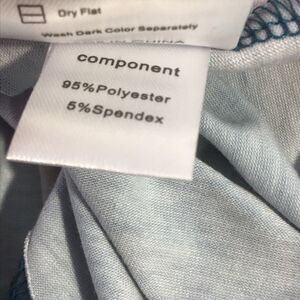 Dry Flat
Wash Dark Color Separately
component
95%Polyester
5%Spendex